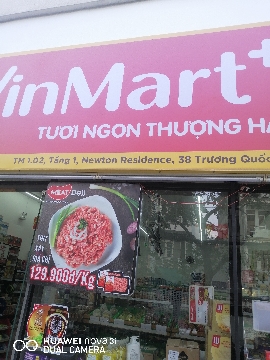 VinMart+
TƯƠI NGON THƯỢNG HẠ
TM 1.02, Tầng 1, Newton Residence, 38 Trương Quốc
MEAT Deli
129.900đ/Kg
HUAWEI nova 3i
DUAL CAMERA